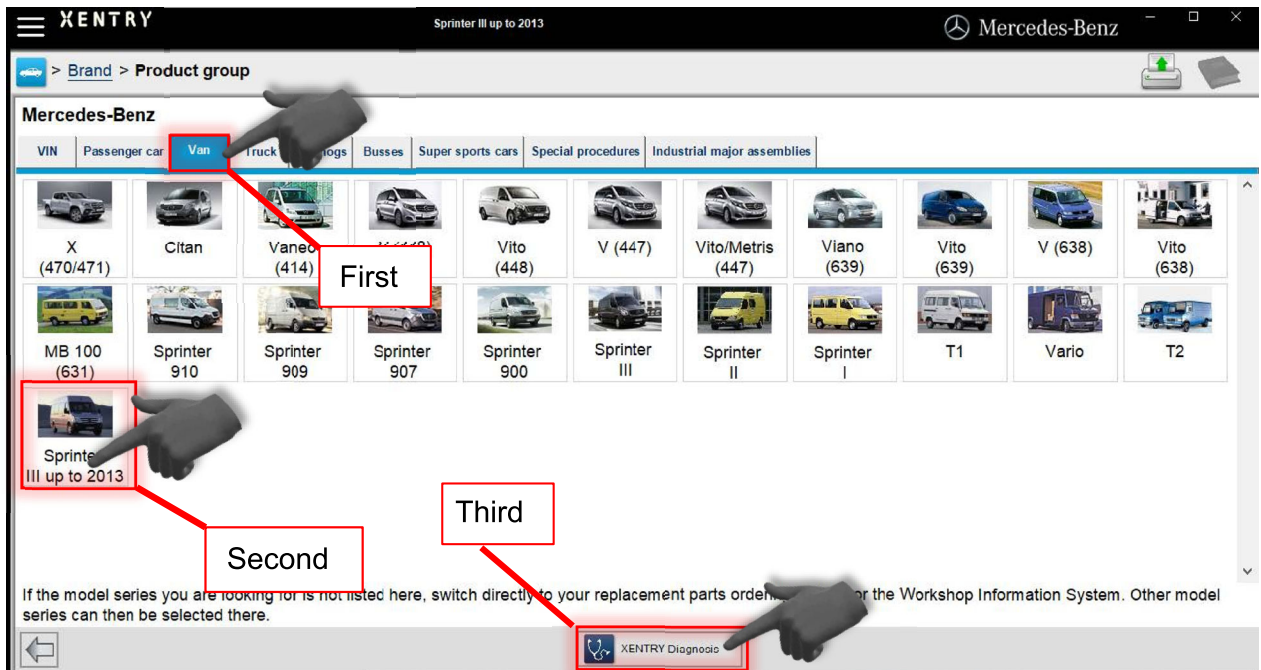 XENTRY
Sprinter III up to 2013
Mercedes-Benz
> Brand > Product group
Mercedes-Benz
VIN Passenger car Van Truck Busses Super sports cars Special procedures Industrial major assemblies
X
(470/471)
Citan
Vaneo
(414)
Vito
(448)
V (447)
Vito/Metris
(447)
Viano
(639)
Vito
(639)
V (638)
Vito
(638)
First
MB 100
(631)
Sprinter
910
Sprinter
909
Sprinter
907
Sprinter
900
Sprinter
III
Sprinter
II
Sprinter
I
T1
Vario
T2
III up to 2013
Second
Third
If the model series you are looking for is not listed here, switch directly to your replacement parts or the Workshop Information System. Other model
series can then be selected there.
XENTRY Diagnosis